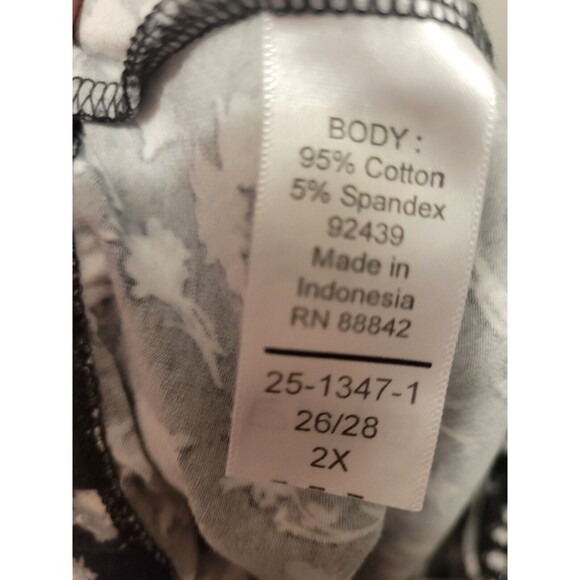 BODY :
95% Cotton
5% Spandex
92439
Made in
Indonesia
RN 88842
25-1347-1
26/28
2X